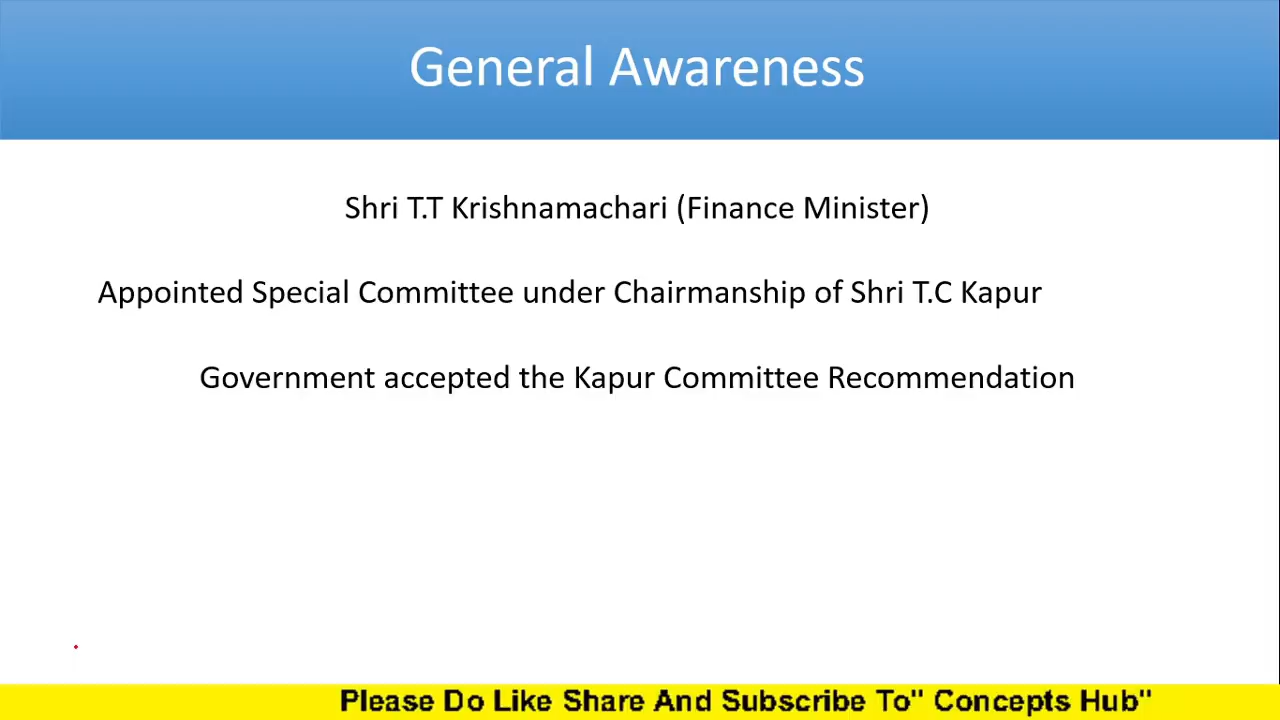 General Awareness
Shri T.T Krishnamachari (Finance Minister)
Appointed Special Committee under Chairmanship of Shri T.C Kapur
Government accepted the Kapur Committee Recommendation
Please Do Like Share And Subscribe To" Concepts Hub"